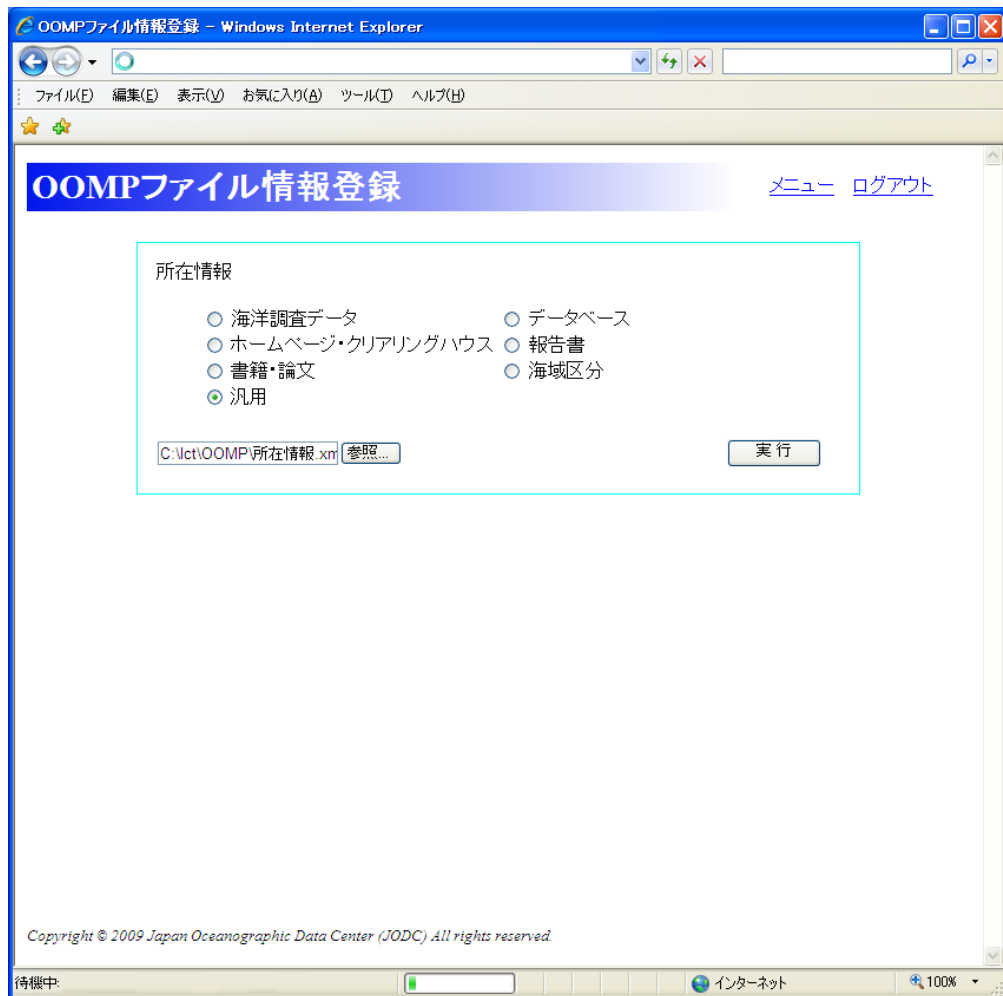 OOMPファイル情報登録 - Windows Internet Explorer
ファイル(F) 編集(E) 表示(V) お気に入り(A) ツール(T) ヘルプ(H)
OOMPファイル情報登録 メニュー ログアウト
所在情報
海洋調査データ データベース
ホームページ・クリアリングハウス 報告書
書籍・論文 海域区分
汎用
C:\lct\OOMP\所在情報.xm 参照... 実行
Copyright © 2009 Japan Oceanographic Data Center (JODC) All rights reserved.
待機中: インターネット 100%